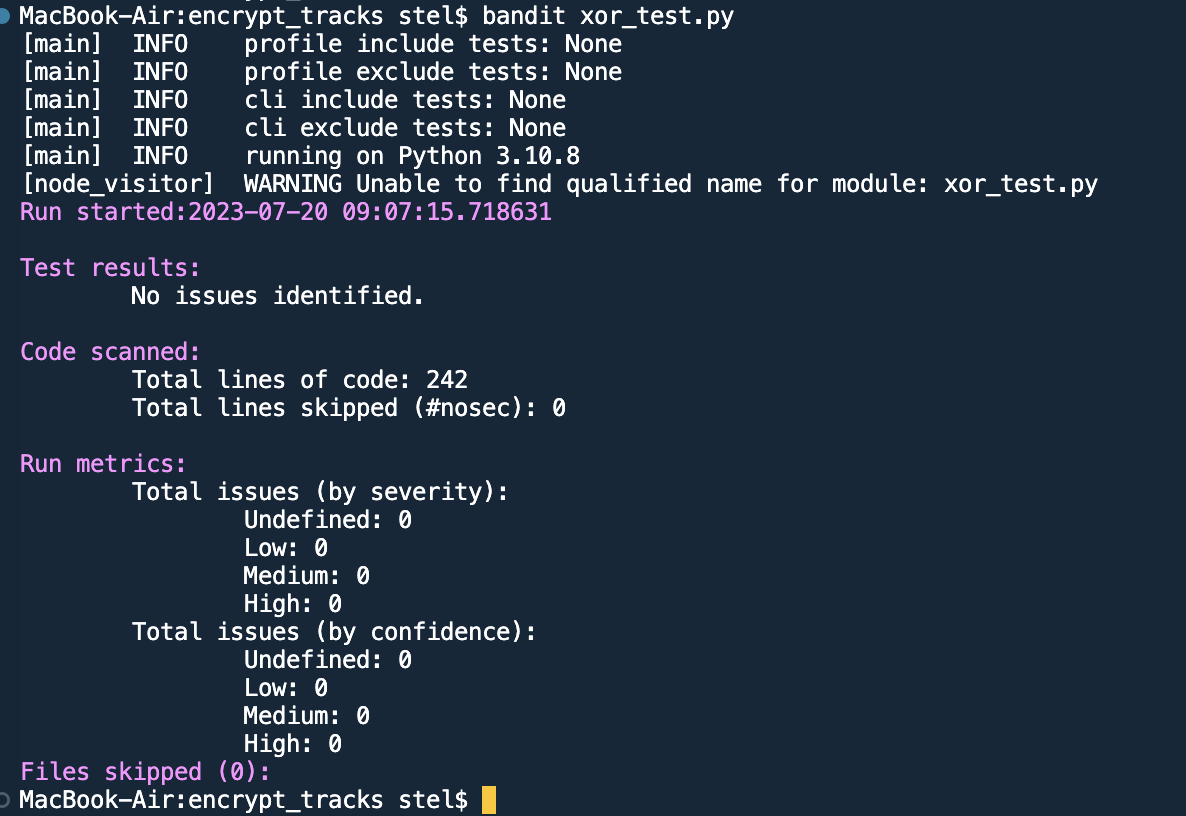 MacBook-Air:encrypt_tracks stel$ bandit xor_test.py
[main]  INFO    profile include tests: None
[main]  INFO    profile exclude tests: None
[main]  INFO    cli include tests: None
[main]  INFO    cli exclude tests: None
[main]  INFO    running on Python 3.10.8
[node_visitor]  WARNING Unable to find qualified name for module: xor_test.py
Run started:2023-07-20 09:07:15.718631

Test results:
        No issues identified.

Code scanned:
        Total lines of code: 242
        Total lines skipped (#nosec): 0

Run metrics:
        Total issues (by severity):
                Undefined: 0
                Low: 0
                Medium: 0
                High: 0
        Total issues (by confidence):
                Undefined: 0
                Low: 0
                Medium: 0
                High: 0
Files skipped (0):
MacBook-Air:encrypt_tracks stel$